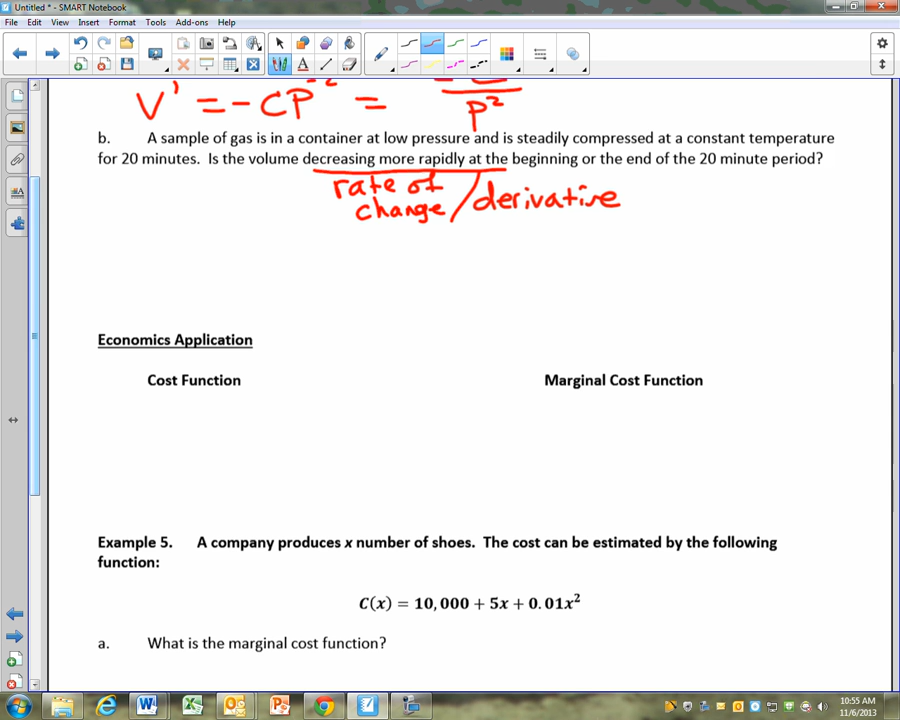 Untitled * - SMART Notebook
File Edit View Insert Format Tools Add-ons Help
V' = -CP⁻² =
P²
b. A sample of gas is in a container at low pressure and is steadily compressed at a constant temperature
for 20 minutes. Is the volume decreasing more rapidly at the beginning or the end of the 20 minute period?
rate of
change / derivative
Economics Application
Cost Function Marginal Cost Function
Example 5. A company produces x number of shoes. The cost can be estimated by the following
function:
C(x) = 10,000 + 5x + 0.01x²
a. What is the marginal cost function?
10:55 AM
11/6/2013